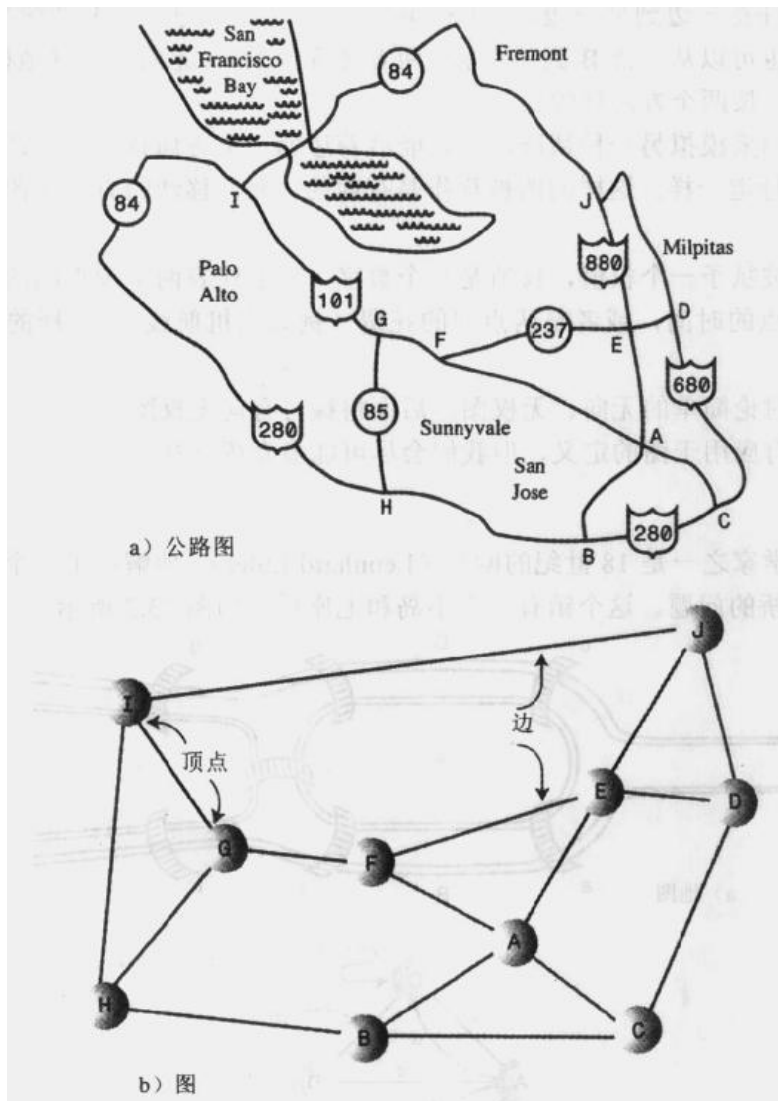 San
Francisco
Bay
Fremont
84
84
I
J
880
Milpitas
Palo
Alto
101
G
F
237
E
D
680
85
Sunnyvale
280
A
San
Jose
H
B
280
C
a）公路图
J
I
边
顶点
E
D
G
F
A
H
B
C
b）图